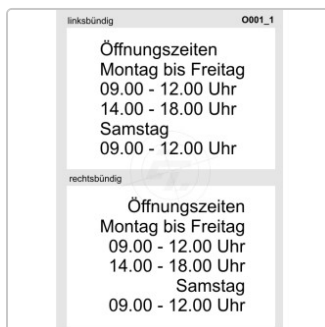 linksbündig O001_1
Öffnungszeiten
Montag bis Freitag
09.00 - 12.00 Uhr
14.00 - 18.00 Uhr
Samstag
09.00 - 12.00 Uhr
rechtsbündig
Öffnungszeiten
Montag bis Freitag
09.00 - 12.00 Uhr
14.00 - 18.00 Uhr
Samstag
09.00 - 12.00 Uhr